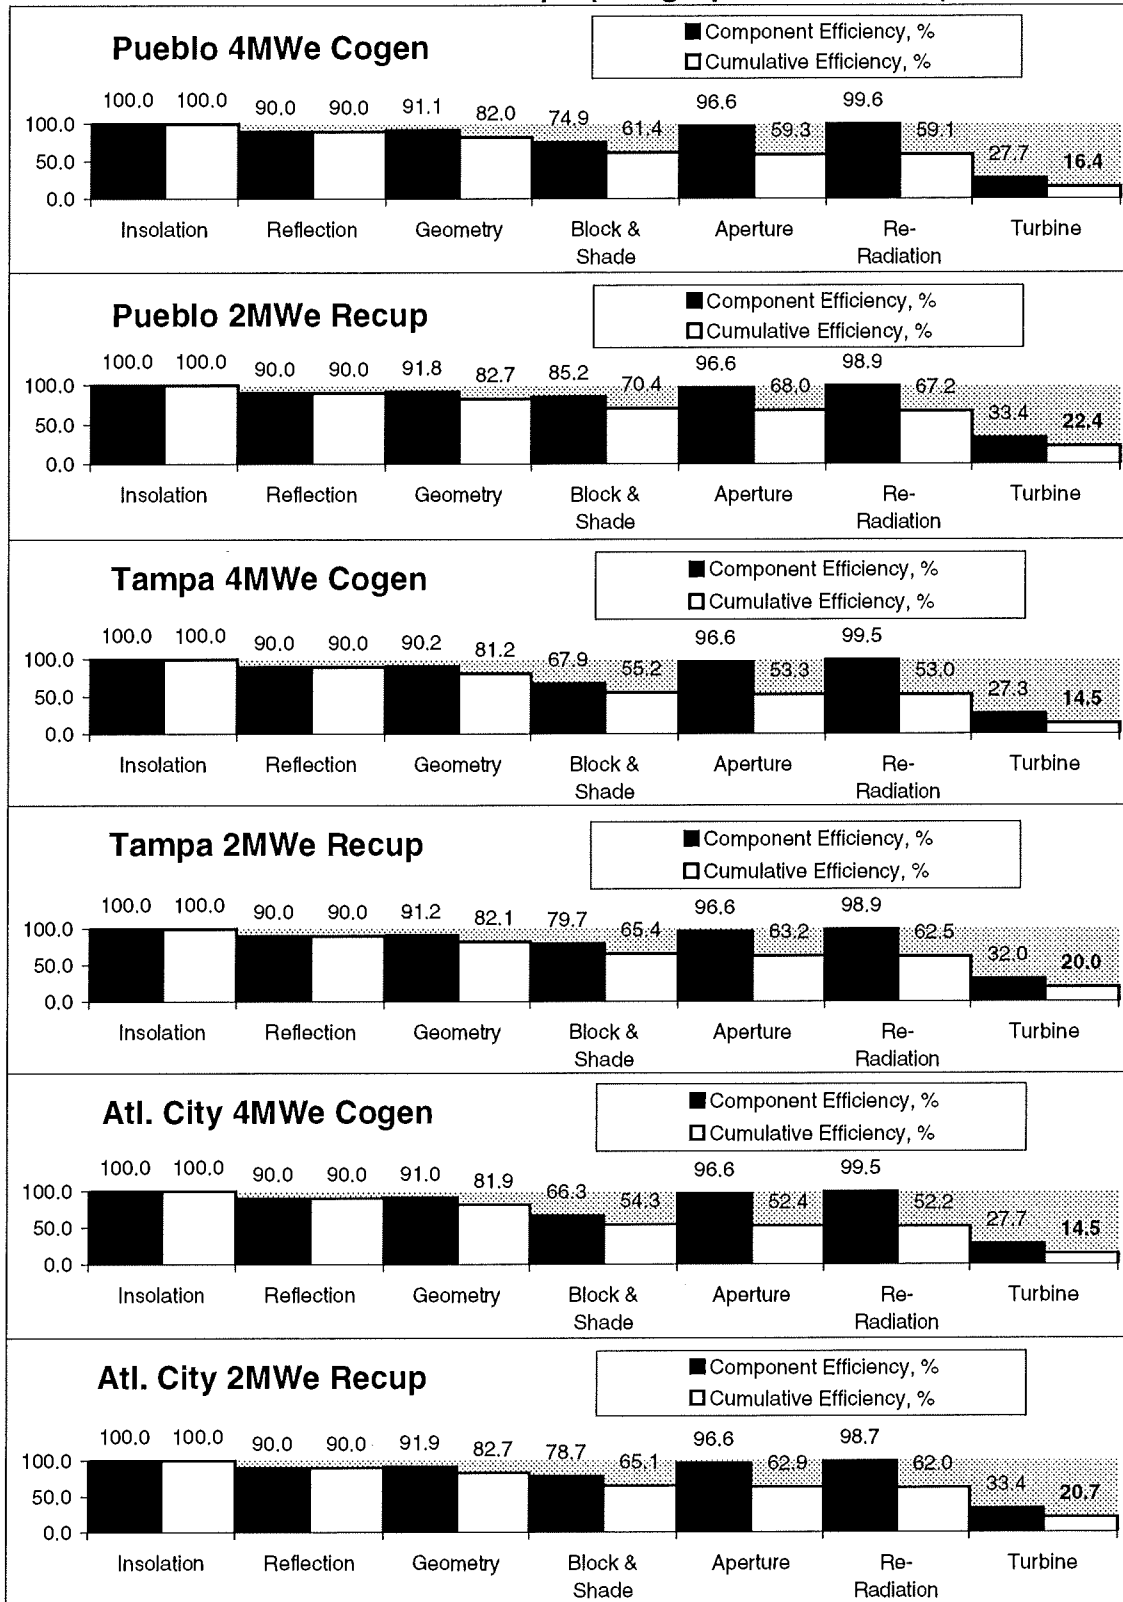 Pueblo 4MWe Cogen
Component Efficiency, %
Cumulative Efficiency, %
100.0 100.0 90.0 90.0 91.1 82.0 74.9 61.4 96.6 59.3 99.6 59.1 27.7 16.4
100.0
50.0
0.0
Insolation Reflection Geometry Block & Aperture Re- Turbine
Shade Radiation
Pueblo 2MWe Recup
Component Efficiency, %
Cumulative Efficiency, %
100.0 100.0 90.0 90.0 91.8 82.7 85.2 70.4 96.6 68.0 98.9 67.2 33.4 22.4
100.0
50.0
0.0
Insolation Reflection Geometry Block & Aperture Re- Turbine
Shade Radiation
Tampa 4MWe Cogen
Component Efficiency, %
Cumulative Efficiency, %
100.0 100.0 90.0 90.0 90.2 81.2 67.9 55.2 96.6 53.3 99.5 53.0 27.3 14.5
100.0
50.0
0.0
Insolation Reflection Geometry Block & Aperture Re- Turbine
Shade Radiation
Tampa 2MWe Recup
Component Efficiency, %
Cumulative Efficiency, %
100.0 100.0 90.0 90.0 91.2 82.1 79.7 65.4 96.6 63.2 98.9 62.5 32.0 20.0
100.0
50.0
0.0
Insolation Reflection Geometry Block & Aperture Re- Turbine
Shade Radiation
Atl. City 4MWe Cogen
Component Efficiency, %
Cumulative Efficiency, %
100.0 100.0 90.0 90.0 91.0 81.9 66.3 54.3 96.6 52.4 99.5 52.2 27.7 14.5
100.0
50.0
0.0
Insolation Reflection Geometry Block & Aperture Re- Turbine
Shade Radiation
Atl. City 2MWe Recup
Component Efficiency, %
Cumulative Efficiency, %
100.0 100.0 90.0 90.0 91.9 82.7 78.7 65.1 96.6 62.9 98.7 62.0 33.4 20.7
100.0
50.0
0.0
Insolation Reflection Geometry Block & Aperture Re- Turbine
Shade Radiation